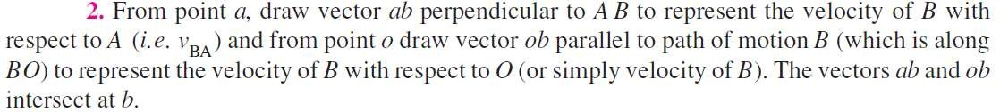 2. From point a, draw vector ab perpendicular to A B to represent the velocity of B with
respect to A (i.e. vBA) and from point o draw vector ob parallel to path of motion B (which is along
BO) to represent the velocity of B with respect to O (or simply velocity of B). The vectors ab and ob
intersect at b.